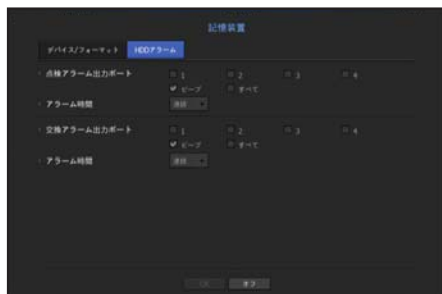 記憶装置
デバイス/フォーマット HDDアラーム
点検アラーム出力ポート 1 2 3 4
ビープ すべて
アラーム時間 連続
交換アラーム出力ポート 1 2 3 4
ビープ すべて
アラーム時間 連続
OK オフ